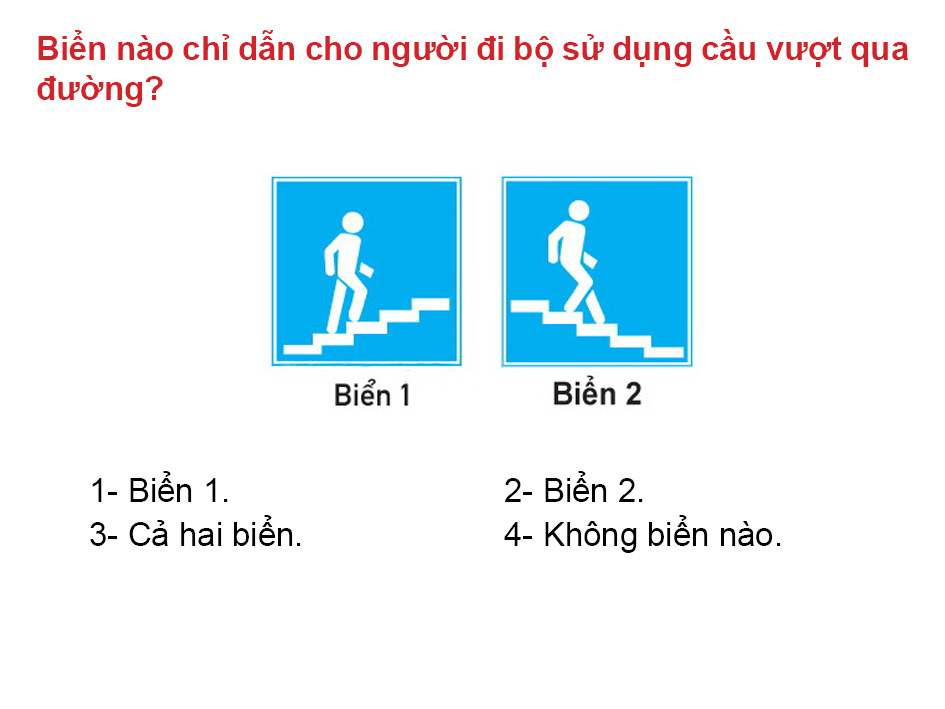 Biển nào chỉ dẫn cho người đi bộ sử dụng cầu vượt qua
đường?
Biển 1
Biển 2
1- Biển 1.
2- Biển 2.
3- Cả hai biển.
4- Không biển nào.